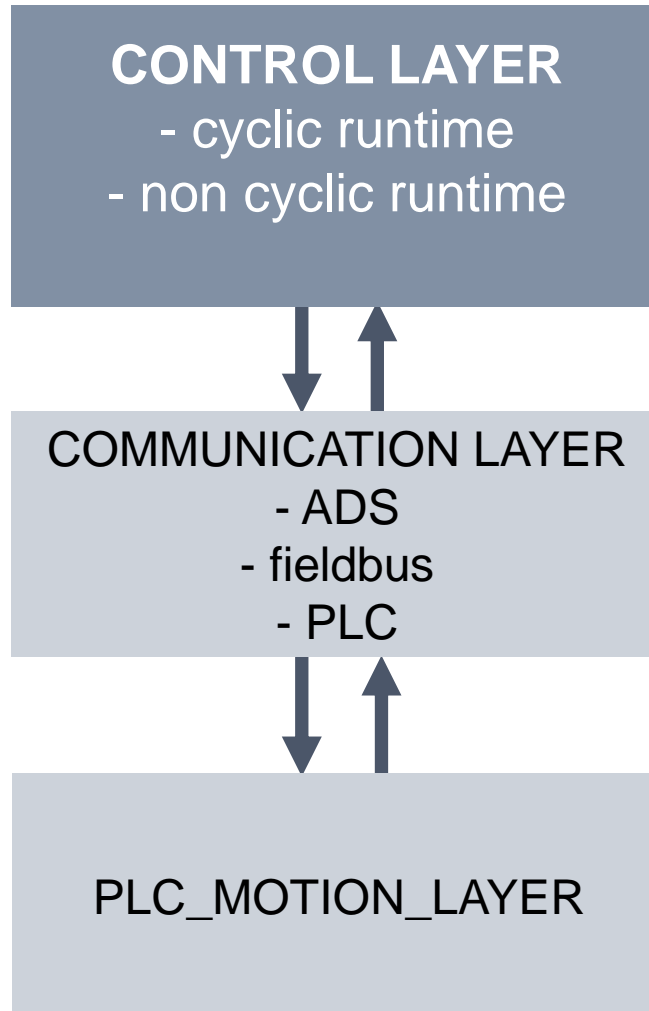 CONTROL LAYER
- cyclic runtime
- non cyclic runtime
COMMUNICATION LAYER
- ADS
- fieldbus
- PLC
PLC_MOTION_LAYER